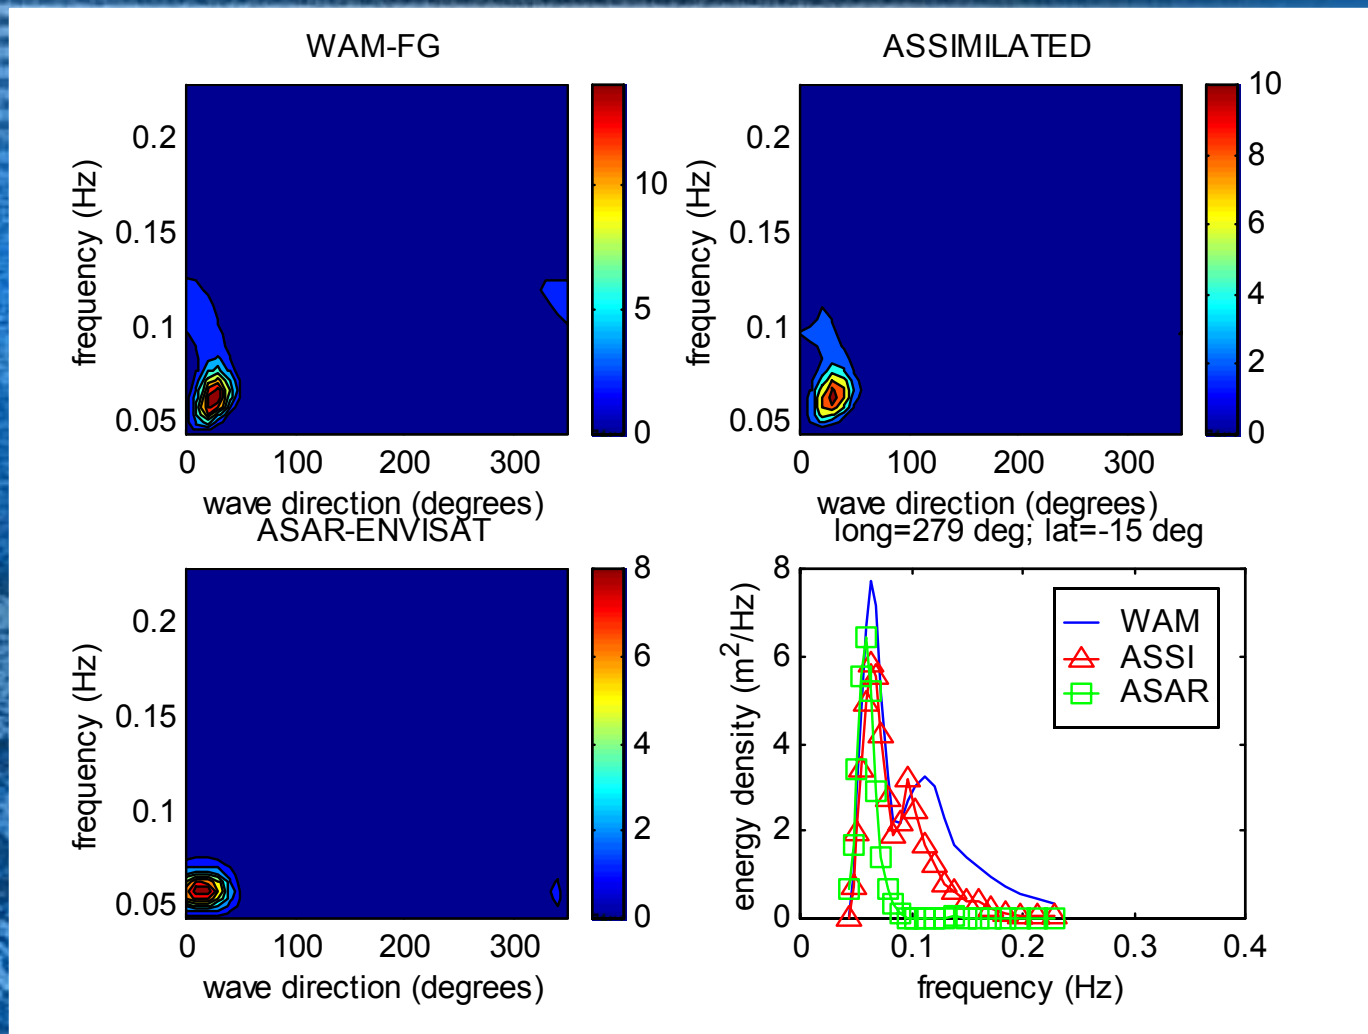 WAM-FG
frequency (Hz)
0.2
0.15
0.1
0.05
0 100 200 300
wave direction (degrees)
10
5
0
ASSIMILATED
frequency (Hz)
0.2
0.15
0.1
0.05
0 100 200 300
wave direction (degrees)
10
8
6
4
2
0
ASAR-ENVISAT
frequency (Hz)
0.2
0.15
0.1
0.05
0 100 200 300
wave direction (degrees)
8
6
4
2
0
long=279 deg; lat=-15 deg
energy density (m²/Hz)
8
6
4
2
0
0 0.1 0.2 0.3 0.4
frequency (Hz)
WAM
ASSI
ASAR